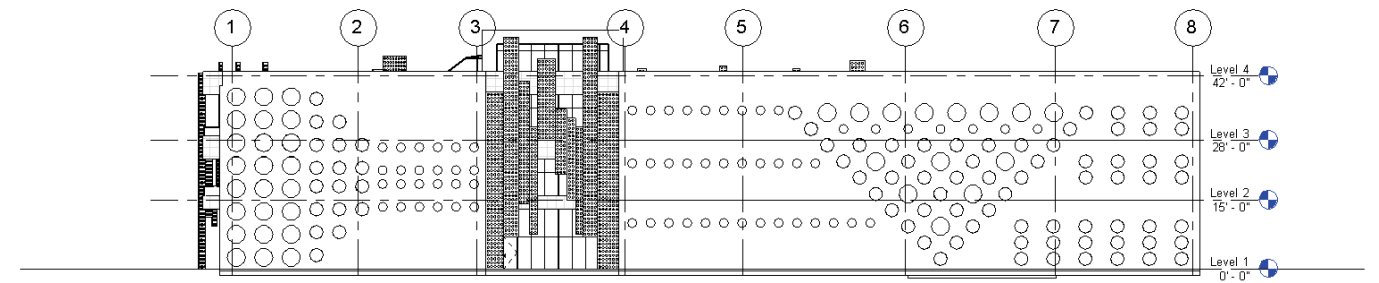 1 2 3 4 5 6 7 8
Level 4
42' - 0"
Level 3
28' - 0"
Level 2
15' - 0"
Level 1
0' - 0"